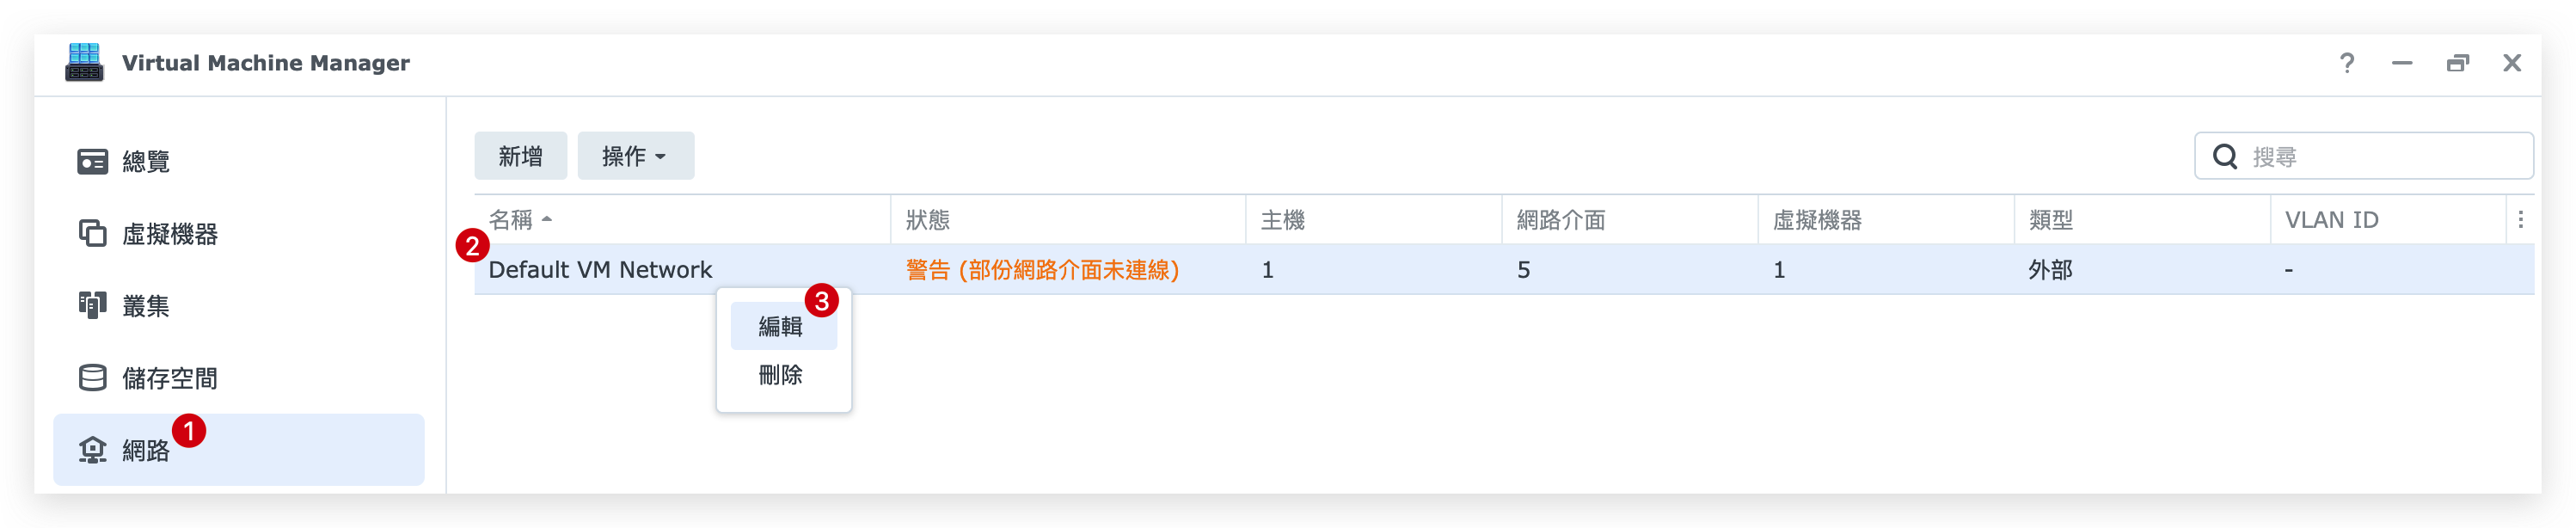 Virtual Machine Manager
?
總覽
虛擬機器
叢集
儲存空間
網路
1
新增
操作
搜尋
名稱
狀態
主機
網路介面
虛擬機器
類型
VLAN ID
2
Default VM Network
警告 (部份網路介面未連線)
1
5
1
外部
-
3
編輯
刪除